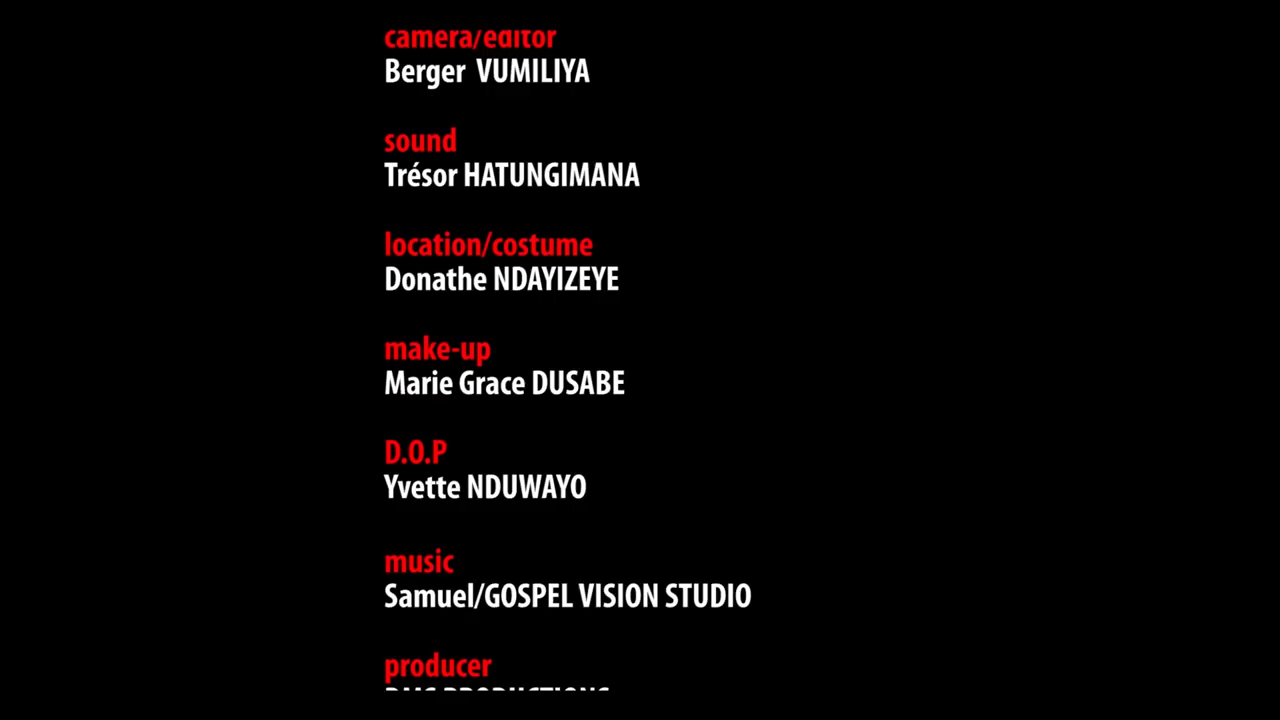 camera/editor
Berger VUMILIYA
sound
Trésor HATUNGIMANA
location/costume
Donathe NDAYIZEYE
make-up
Marie Grace DUSABE
D.O.P
Yvette NDUWAYO
music
Samuel/GOSPEL VISION STUDIO
producer
PRODUCTIONS